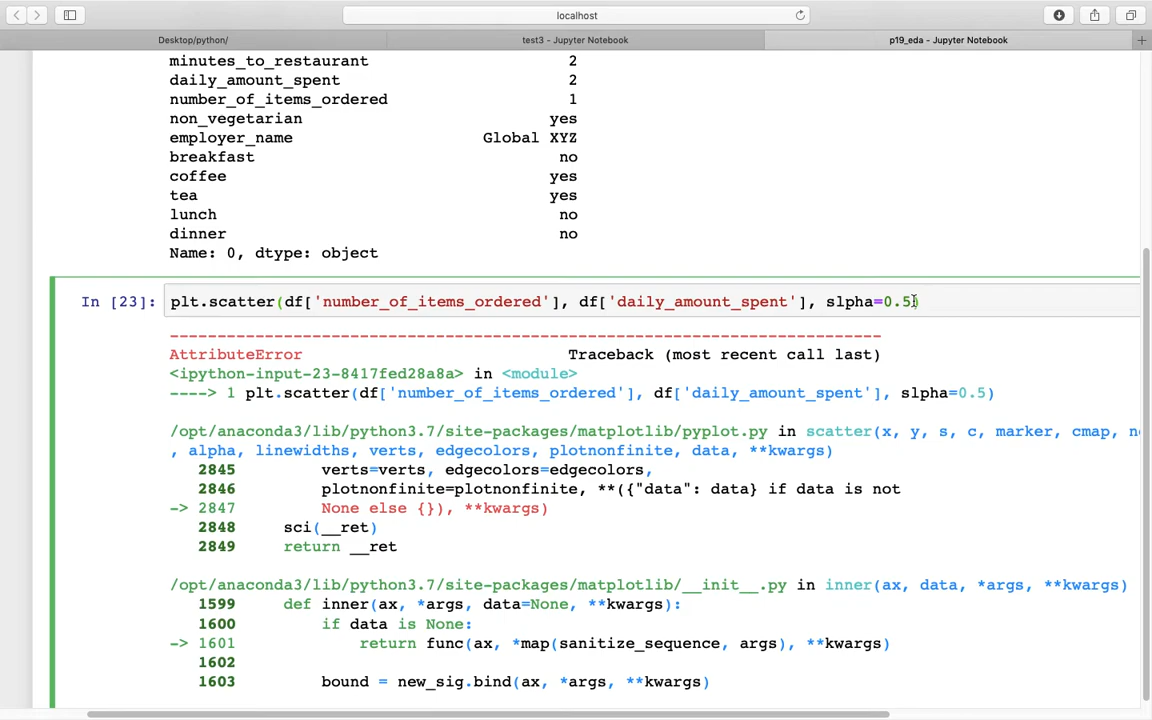 localhost
Desktop/python/ test3 - Jupyter Notebook p19_eda - Jupyter Notebook
minutes_to_restaurant 2
daily_amount_spent 2
number_of_items_ordered 1
non_vegetarian yes
employer_name Global XYZ
breakfast no
coffee yes
tea yes
lunch no
dinner no
Name: 0, dtype: object
In [23]: plt.scatter(df['number_of_items_ordered'], df['daily_amount_spent'], slpha=0.5)
---------------------------------------------------------------------------
AttributeError Traceback (most recent call last)
<ipython-input-23-8417fed28a8a> in <module>
----> 1 plt.scatter(df['number_of_items_ordered'], df['daily_amount_spent'], slpha=0.5)
/opt/anaconda3/lib/python3.7/site-packages/matplotlib/pyplot.py in scatter(x, y, s, c, marker, cmap,
, alpha, linewidths, verts, edgecolors, plotnonfinite, data, **kwargs)
2845 verts=verts, edgecolors=edgecolors,
2846 plotnonfinite=plotnonfinite, **({"data": data} if data is not
-> 2847 None else {}), **kwargs)
2848 sci(__ret)
2849 return __ret
/opt/anaconda3/lib/python3.7/site-packages/matplotlib/__init__.py in inner(ax, data, *args, **kwargs)
1599 def inner(ax, *args, data=None, **kwargs):
1600 if data is None:
-> 1601 return func(ax, *map(sanitize_sequence, args), **kwargs)
1602
1603 bound = new_sig.bind(ax, *args, **kwargs)